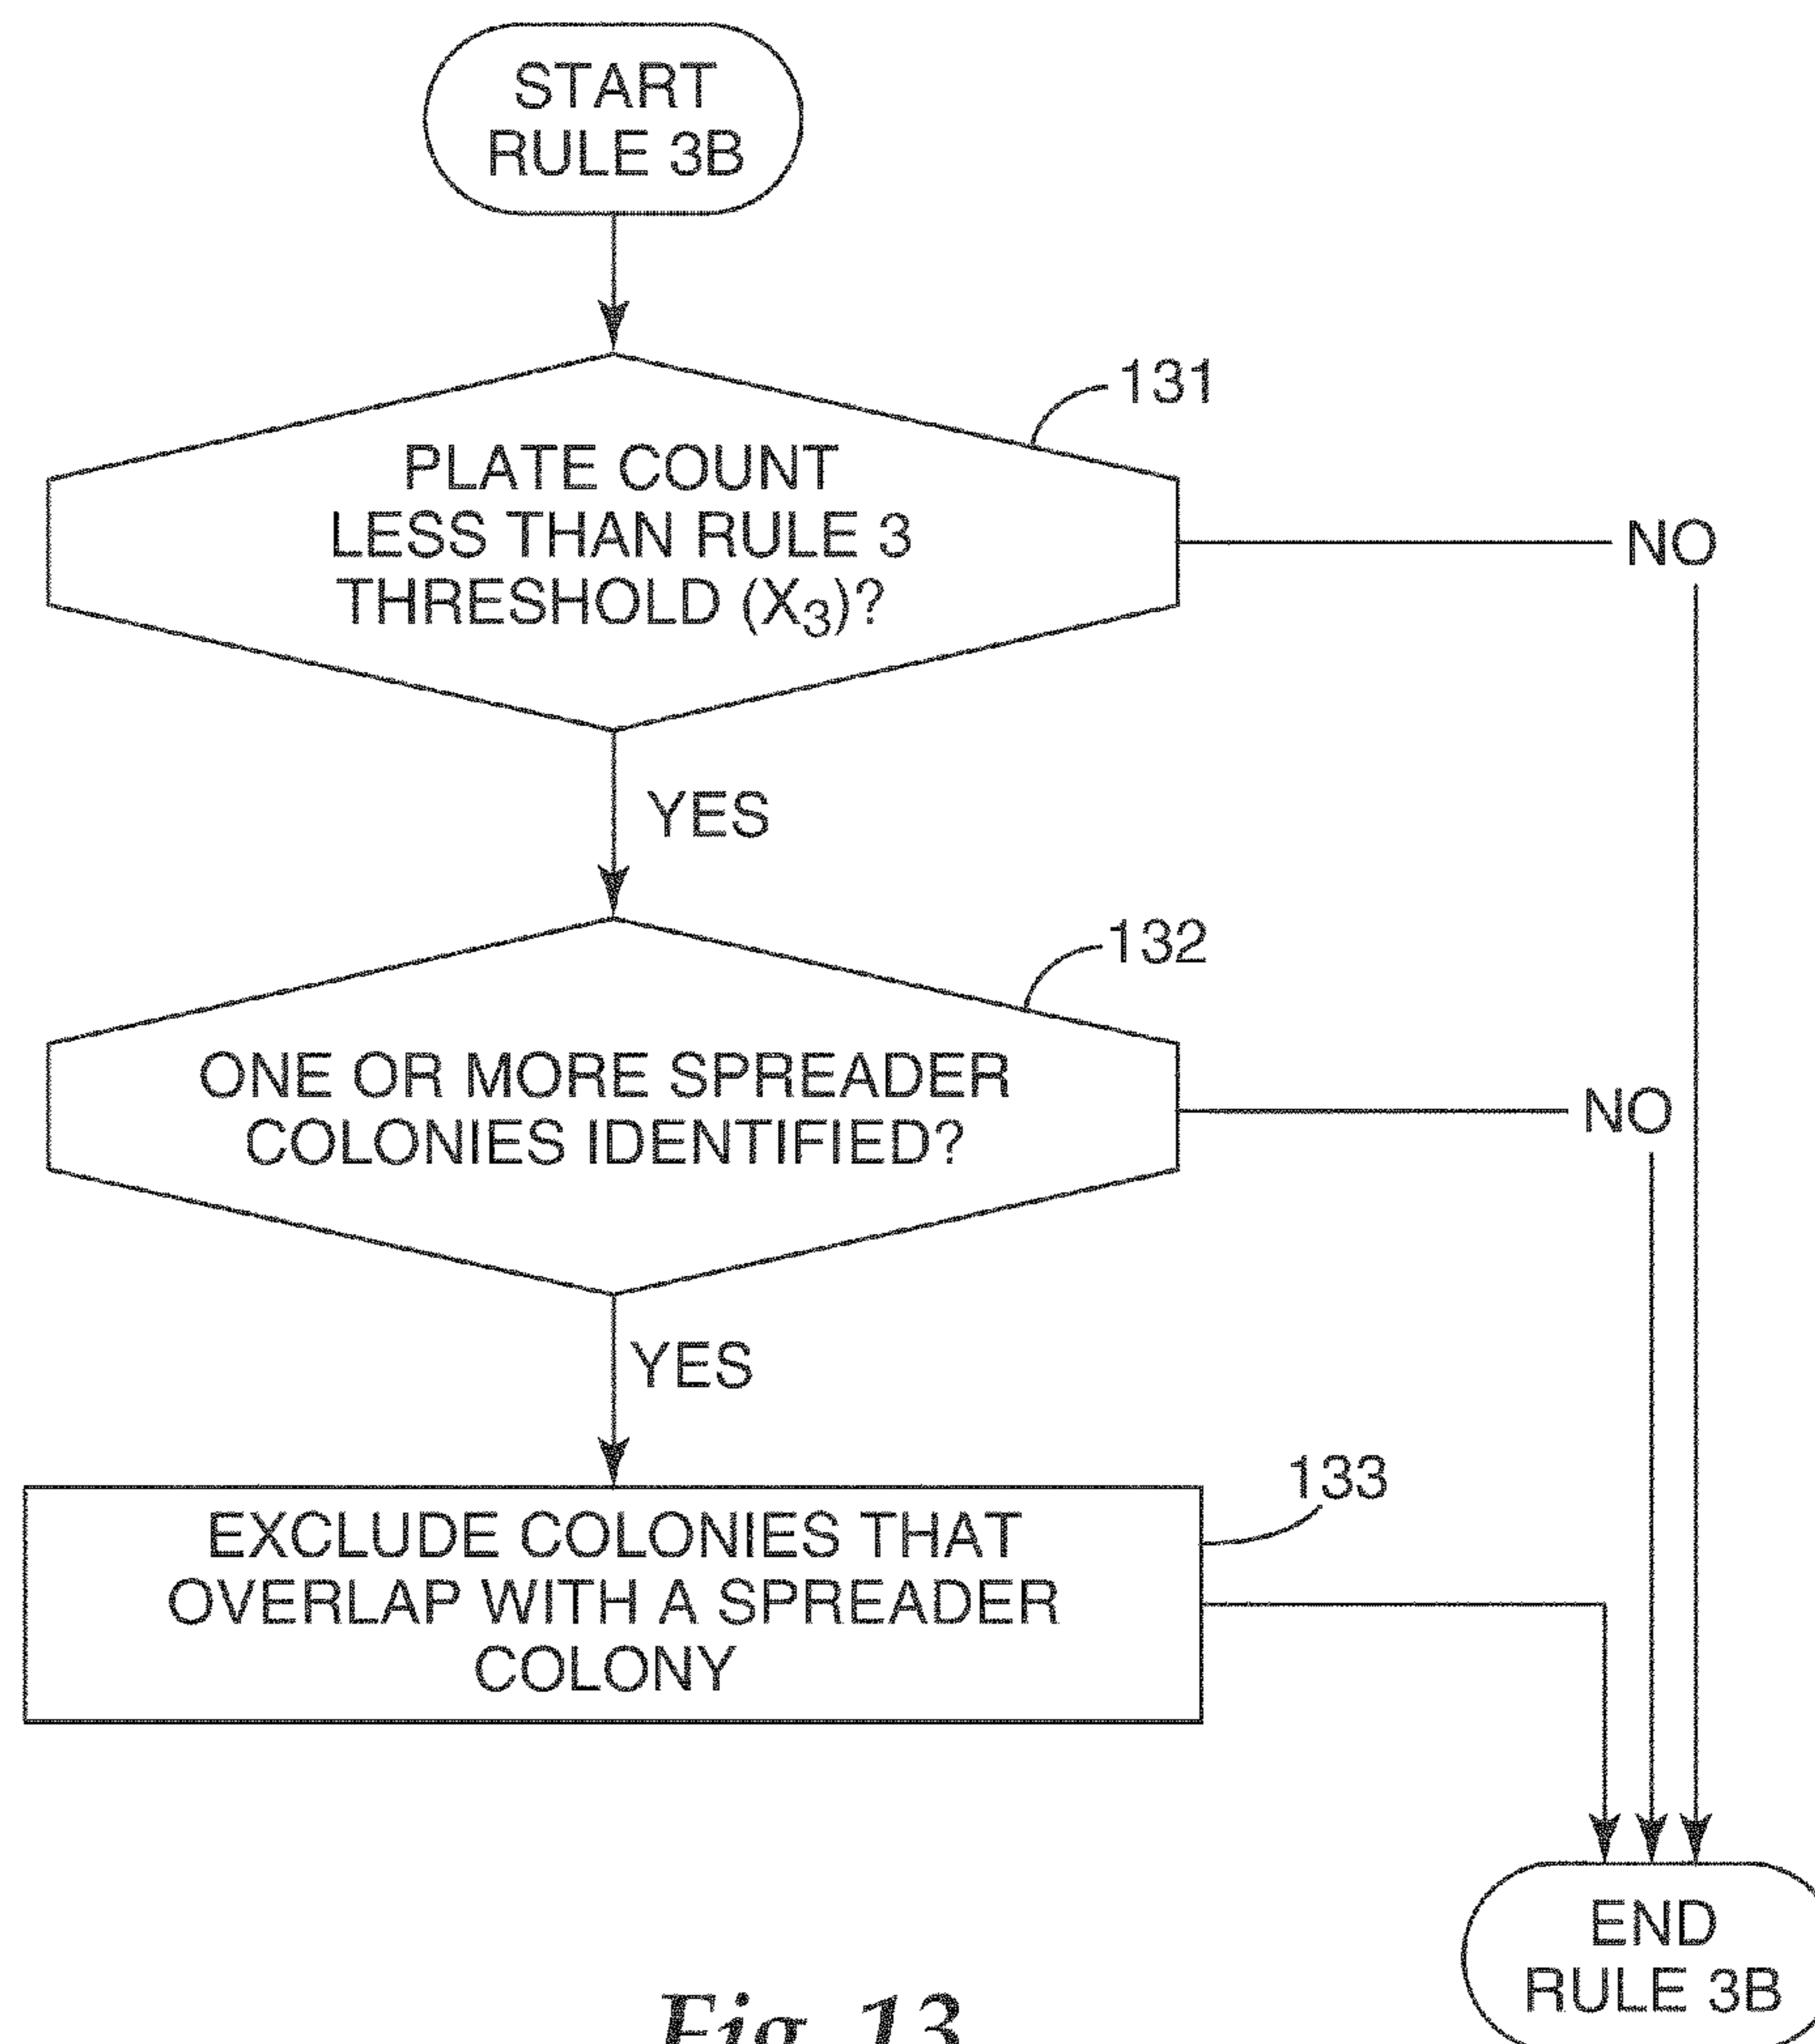 START
RULE 3B
131
PLATE COUNT
LESS THAN RULE 3
THRESHOLD (X3)?
NO
YES
132
ONE OR MORE SPREADER
COLONIES IDENTIFIED?
NO
YES
133
EXCLUDE COLONIES THAT
OVERLAP WITH A SPREADER
COLONY
END
RULE 3B
Fig. 13